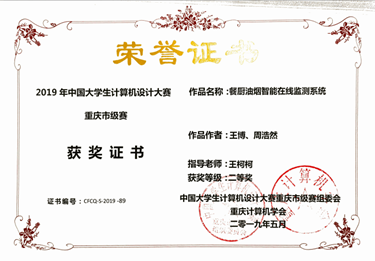 荣誉证书
2019 年中国大学生计算机设计大赛
重庆市级赛
获奖证书
证书编号：CFCQ-S-2019 -89
作品名称：餐厨油烟智能在线监测系统
作品作者：王博、周浩然
指导老师：王柯柯
获奖等级：二等奖
中国大学生计算机设计大赛重庆市级赛组委会
重庆计算机学会
二零一九年五月